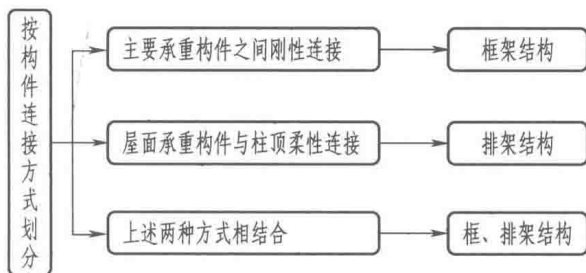 按构件连接方式划分
主要承重构件之间刚性连接
框架结构
屋面承重构件与柱顶柔性连接
排架结构
上述两种方式相结合
框、排架结构